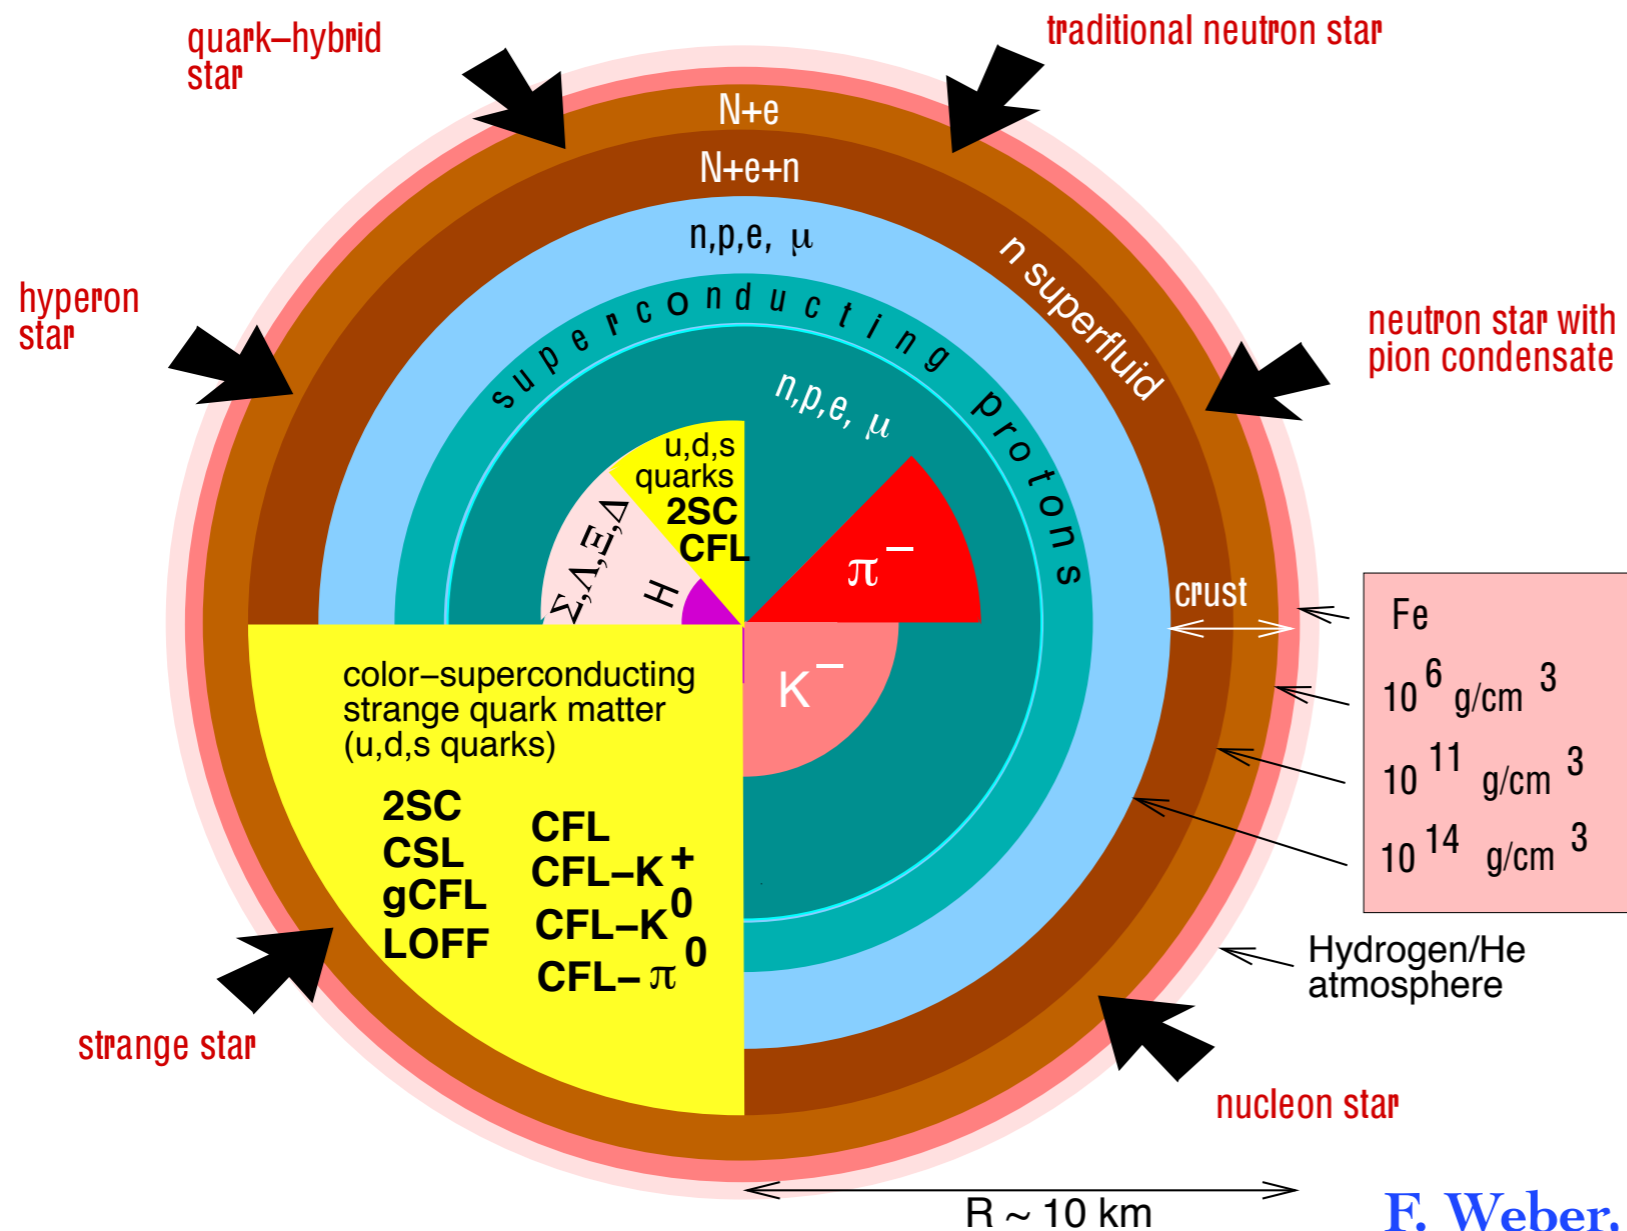 quark–hybrid
star
traditional neutron star
N+e
N+e+n
n,p,e, μ
n superfluid
hyperon
star
neutron star with
pion condensate
superconducting protons
n,p,e, μ
u,d,s
quarks
2SC
CFL
Σ,Λ,Ξ,Δ
H
π⁻
K⁻
crust
Fe
10⁶ g/cm³
10¹¹ g/cm³
10¹⁴ g/cm³
Hydrogen/He
atmosphere
color–superconducting
strange quark matter
(u,d,s quarks)
2SC
CSL
gCFL
LOFF
CFL
CFL–K⁺
CFL–K⁰
CFL–π⁰
strange star
nucleon star
R ~ 10 km
F. Weber.